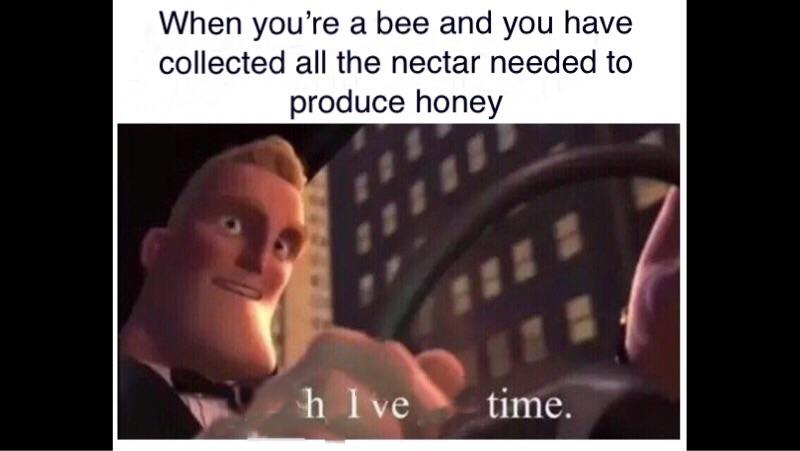 When you’re a bee and you have
collected all the nectar needed to
produce honey
h I ve time.